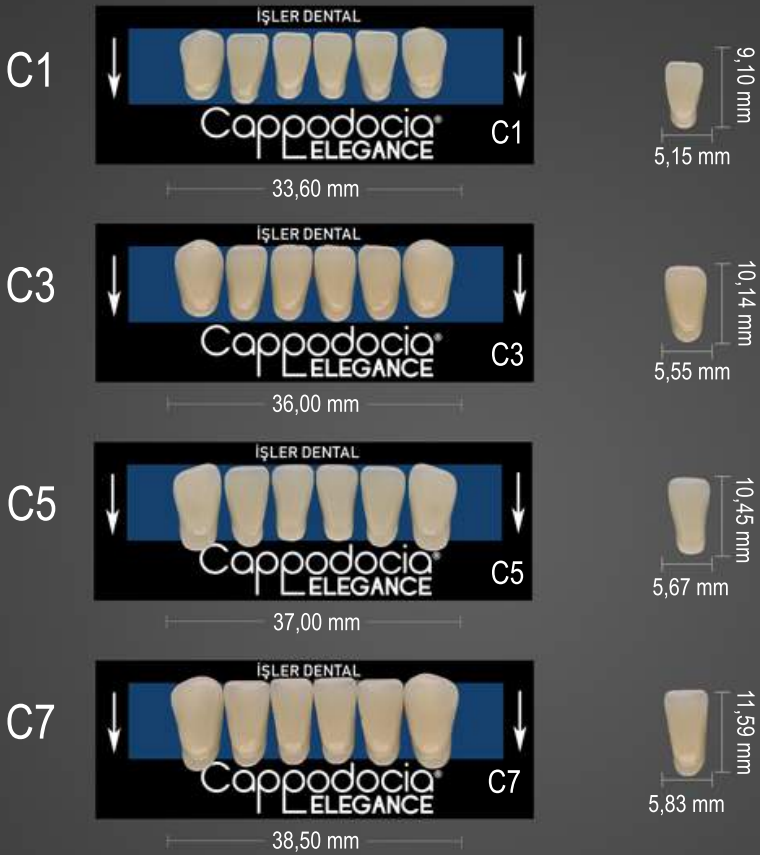 C1
İŞLER DENTAL
Cappodocia®
ELEGANCE
C1
33,60 mm
9,10 mm
5,15 mm
C3
İŞLER DENTAL
Cappodocia®
ELEGANCE
C3
36,00 mm
10,14 mm
5,55 mm
C5
İŞLER DENTAL
Cappodocia®
ELEGANCE
C5
37,00 mm
10,45 mm
5,67 mm
C7
İŞLER DENTAL
Cappodocia®
ELEGANCE
C7
38,50 mm
11,59 mm
5,83 mm